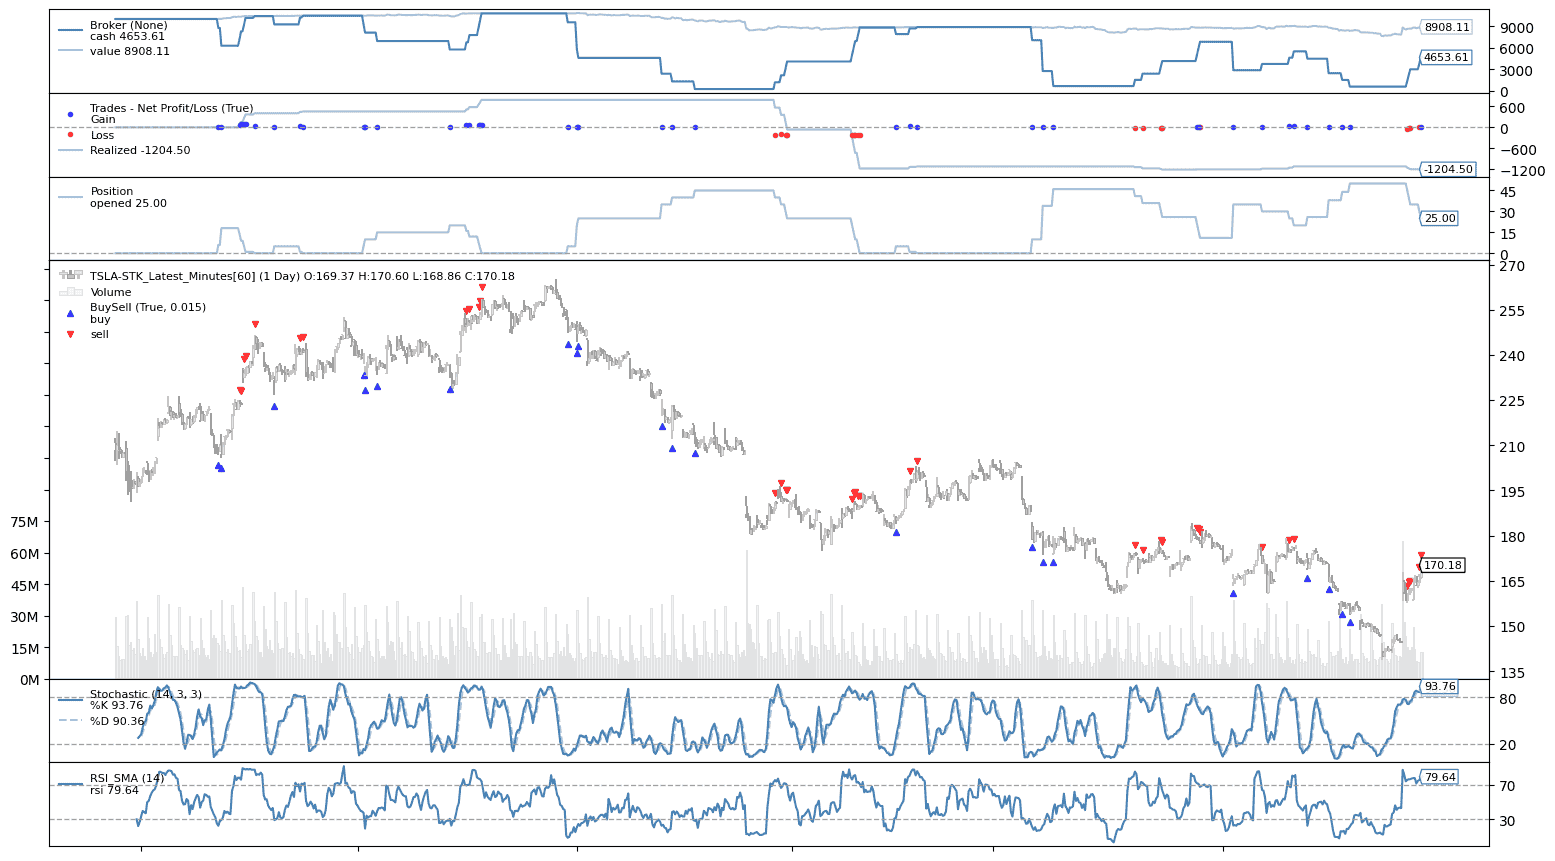 Broker (None)
cash 4653.61
value 8908.11
9000
6000
3000
0
8908.11
4653.61
Trades - Net Profit/Loss (True)
Gain
Loss
Realized -1204.50
600
0
−600
−1200
-1204.50
Position
opened 25.00
45
30
15
0
25.00
TSLA-STK_Latest_Minutes[60] (1 Day) O:169.37 H:170.60 L:168.86 C:170.18
Volume
BuySell (True, 0.015)
buy
sell
270
255
240
225
210
195
180
165
150
135
170.18
75M
60M
45M
30M
15M
0M
Stochastic (14, 3, 3)
%K 93.76
%D 90.36
80
20
93.76
RSI_SMA (14)
rsi 79.64
70
30
79.64